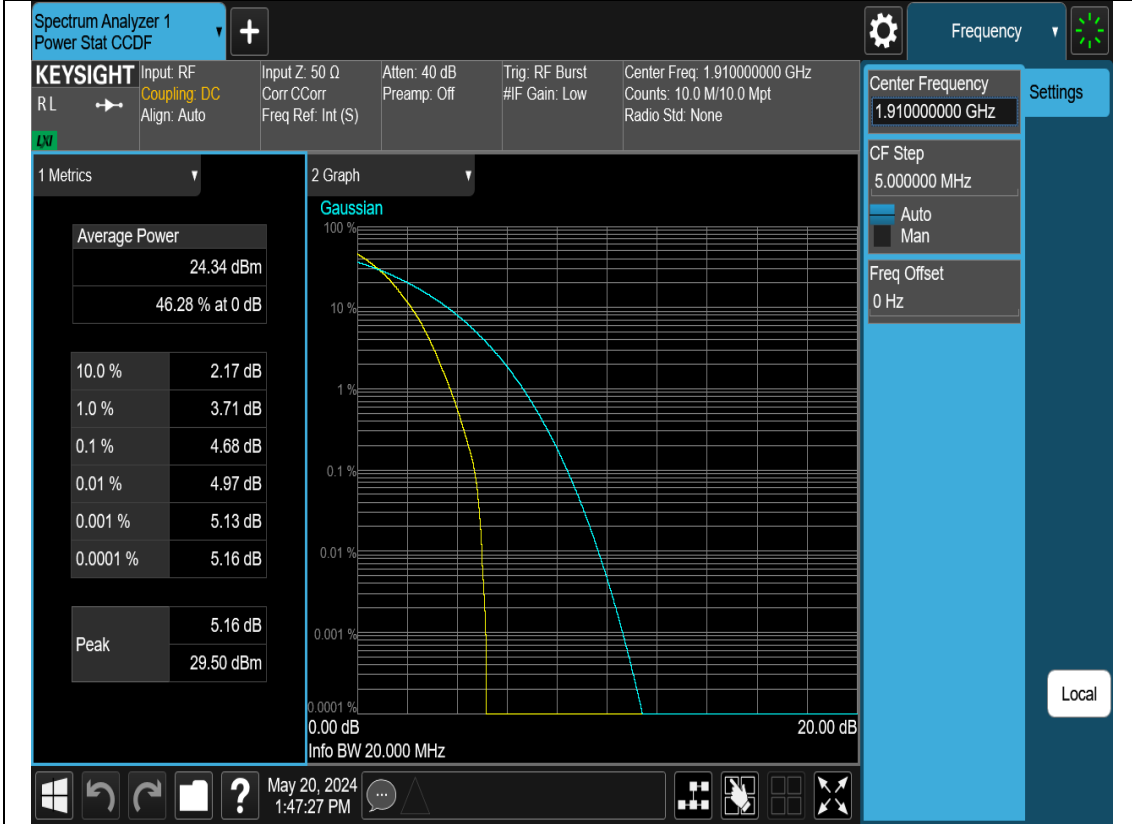 Spectrum Analyzer 1
Power Stat CCDF
Frequency
KEYSIGHT
RL
LXI
Input: RF
Coupling: DC
Align: Auto
Input Z: 50 Ω
Corr CCorr
Freq Ref: Int (S)
Atten: 40 dB
Preamp: Off
Trig: RF Burst
#IF Gain: Low
Center Freq: 1.910000000 GHz
Counts: 10.0 M/10.0 Mpt
Radio Std: None
Center Frequency
1.910000000 GHz
Settings
CF Step
5.000000 MHz
Auto
Man
Freq Offset
0 Hz
Local
1 Metrics
Average Power
24.34 dBm
46.28 % at 0 dB
10.0 % 2.17 dB
1.0 % 3.71 dB
0.1 % 4.68 dB
0.01 % 4.97 dB
0.001 % 5.13 dB
0.0001 % 5.16 dB
Peak
5.16 dB
29.50 dBm
2 Graph
Gaussian
100 %
10 %
1 %
0.1 %
0.01 %
0.001 %
0.0001 %
0.00 dB 20.00 dB
Info BW 20.000 MHz
?
May 20, 2024
1:47:27 PM